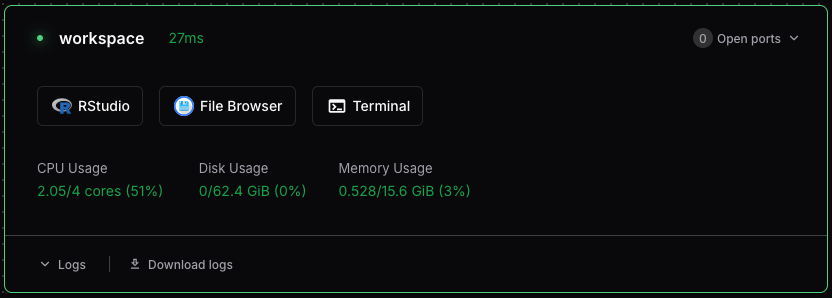 workspace 27ms 0 Open ports
RStudio File Browser Terminal
CPU Usage Disk Usage Memory Usage
2.05/4 cores (51%) 0/62.4 GiB (0%) 0.528/15.6 GiB (3%)
Logs Download logs